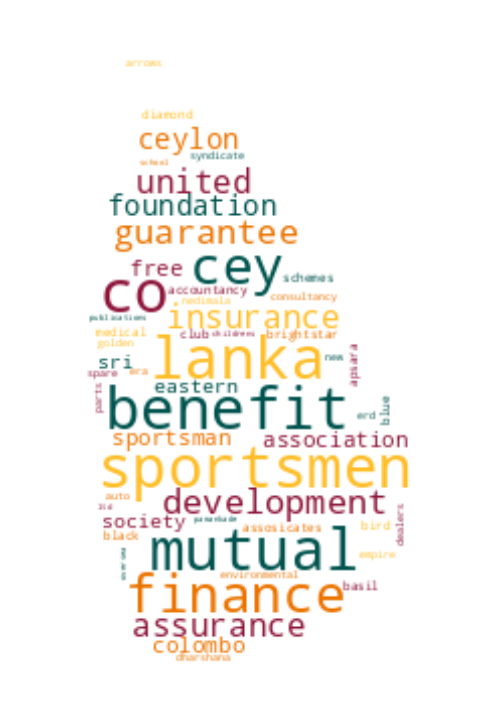 arrows
diamond
ceylon
syndicate
school
united
foundation
guarantee
cey
free
schemes
co
accountancy
consultancy
nedimala
insurance
publications
medical
club
childrens
brightstar
golden
lanka
new
apsara
sri
era
spare
eastern
parts
benefit
blue
erd
sportsman
association
sportsmen
auto
development
ltd
society
assosicates
bird
dealers
black
mutual
empire
environmental
finance
basil
assurance
colombo
dharshana